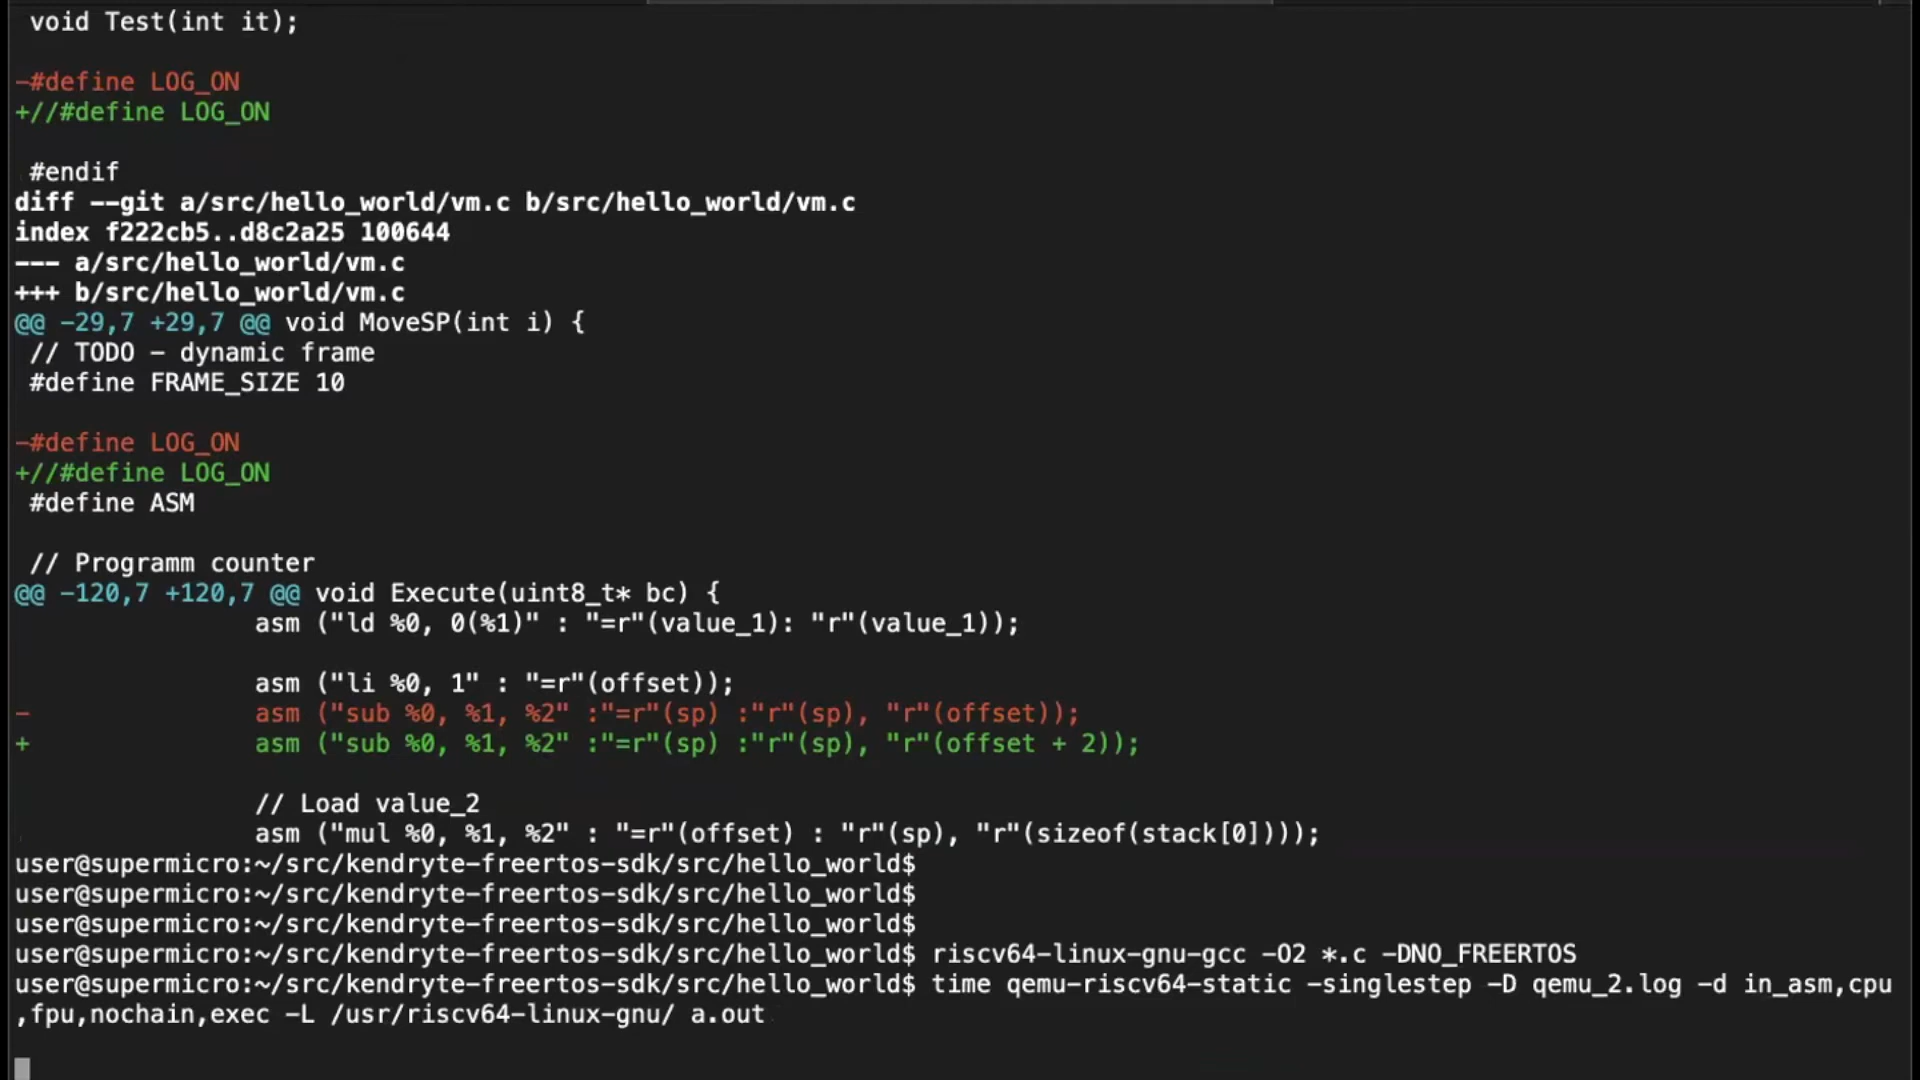 void Test(int it);
-#define LOG_ON
+//#define LOG_ON
#endif
diff --git a/src/hello_world/vm.c b/src/hello_world/vm.c
index f222cb5..d8c2a25 100644
--- a/src/hello_world/vm.c
+++ b/src/hello_world/vm.c
@@ -29,7 +29,7 @@ void MoveSP(int i) {
// TODO - dynamic frame
#define FRAME_SIZE 10
-#define LOG_ON
+//#define LOG_ON
#define ASM
// Programm counter
@@ -120,7 +120,7 @@ void Execute(uint8_t* bc) {
asm ("ld %0, 0(%1)" : "=r"(value_1): "r"(value_1));
asm ("li %0, 1" : "=r"(offset));
- asm ("sub %0, %1, %2" :"=r"(sp) :"r"(sp), "r"(offset));
+ asm ("sub %0, %1, %2" :"=r"(sp) :"r"(sp), "r"(offset + 2));
// Load value_2
asm ("mul %0, %1, %2" : "=r"(offset) : "r"(sp), "r"(sizeof(stack[0])));
user@supermicro:~/src/kendryte-freertos-sdk/src/hello_world$
user@supermicro:~/src/kendryte-freertos-sdk/src/hello_world$
user@supermicro:~/src/kendryte-freertos-sdk/src/hello_world$
user@supermicro:~/src/kendryte-freertos-sdk/src/hello_world$ riscv64-linux-gnu-gcc -O2 *.c -DNO_FREERTOS
user@supermicro:~/src/kendryte-freertos-sdk/src/hello_world$ time qemu-riscv64-static -singlestep -D qemu_2.log -d in_asm,cpu
,fpu,nochain,exec -L /usr/riscv64-linux-gnu/ a.out